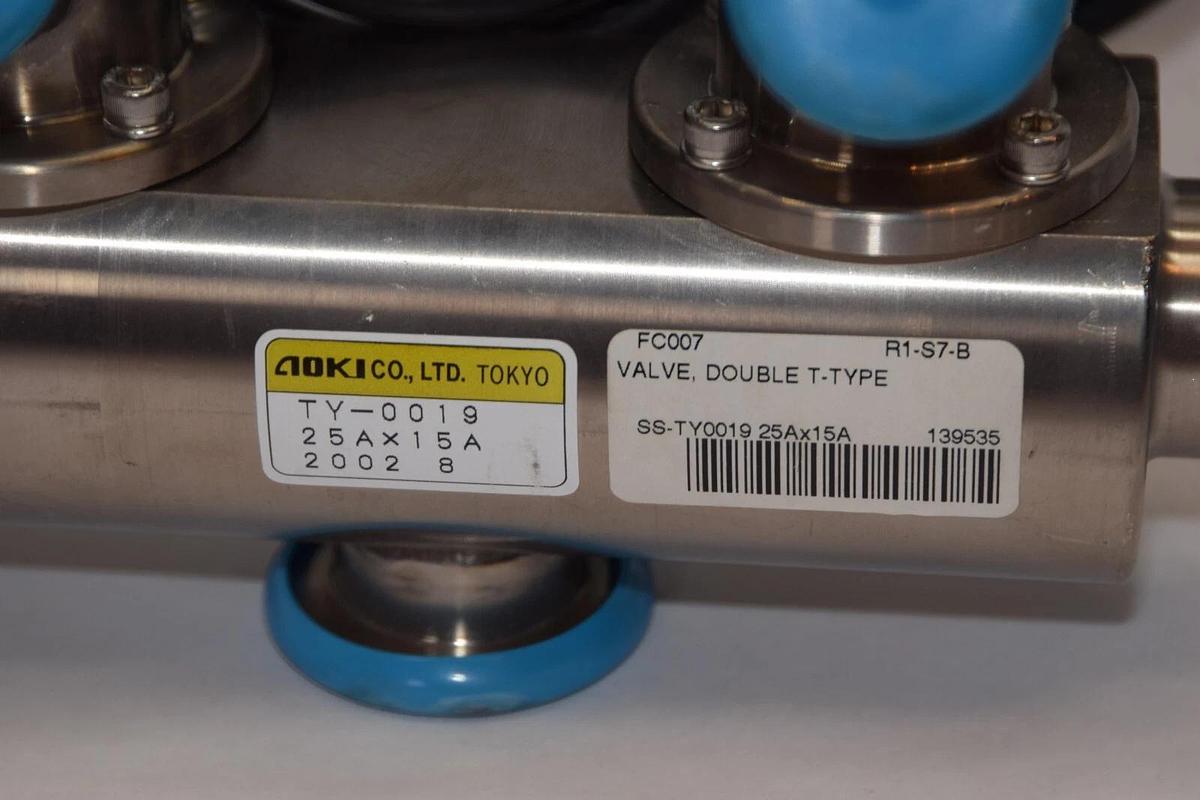 AOKI CO., LTD. TOKYO
TY-0019
25A×15A
2002 8
FC007 R1-S7-B
VALVE, DOUBLE T-TYPE
SS-TY0019 25Ax15A 139535